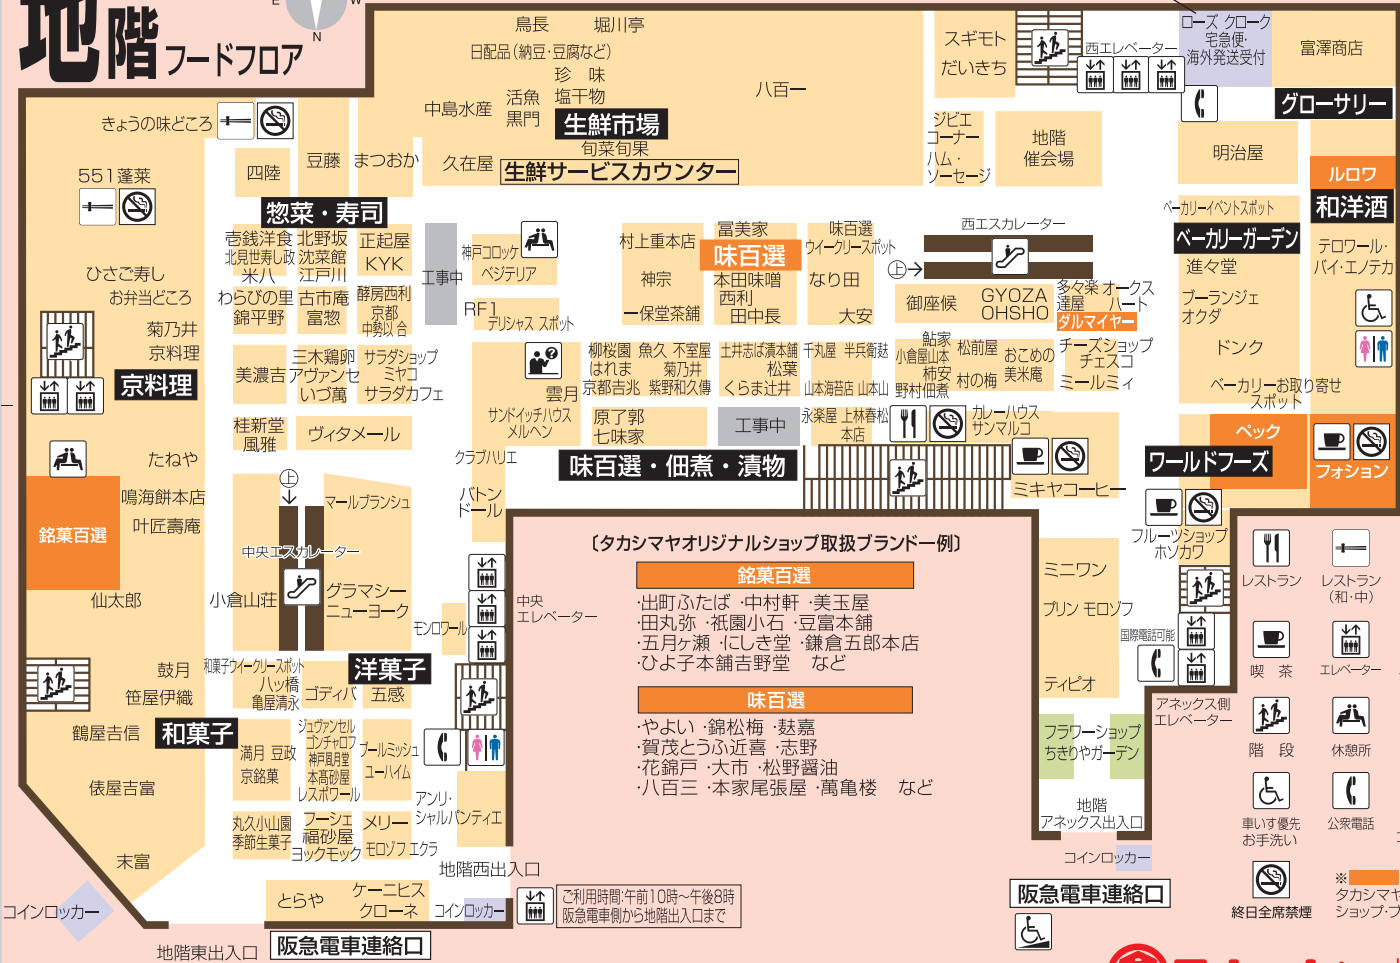 地階 フードフロア
E
W
N
鳥長
堀川亭
日配品(納豆・豆腐など)
珍 味
塩干物
活魚
黒門
中島水産
生鮮市場
旬菜旬果
久在屋
生鮮サービスカウンター
八百一
スギモト
だいきち
西エレベーター
ローズ クローク
宅急便・
海外発送受付
富澤商店
グローサリー
きょうの味どころ
551蓬莱
四陸
豆藤
まつおか
惣菜・寿司
ジビエ
コーナー
ハム・
ソーセージ
地階
催会場
明治屋
ルロワ
和洋酒
ベーカリーイベントスポット
ベーカリーガーデン
テロワール・
バイ・エノテカ
進々堂
ブーランジェ
オクダ
ドンク
ベーカリーお取り寄せ
スポット
壱銭洋食
北見世寿し政
米八
北野坂
沈菜館
江戸川
正起屋
KYK
工事中
神戸コロッケ
ベジテリア
RF1
デリシャス スポット
ひさご寿し
お弁当どころ
菊乃井
京料理
京料理
わらびの里
錦平野
古市庵
富惣
酵房西利
京都
中勢以 合
美濃吉
三木鶏卵
アヴァンセ
いづ萬
サラダショップ
ミヤコ
サラダカフェ
桂新堂
風雅
ヴィタメール
村上重本店
神宗
一保堂茶舗
冨美家
味百選
本田味噌
西利
田中長
味百選
ウイークリースポット
なり田
大安
西エスカレーター
上
御座候
GYOZA
OHSHO
多々楽
達屋
オークス
ハート
ダルマイヤー
雲月
サンドイッチハウス
メルヘン
柳桜園 魚久 不室屋
はれま 菊乃井
京都吉兆 紫野和久傳
土井志ば漬本舗
松葉
くらま辻井
千丸屋 半兵衛麸
山本海苔店 山本山
鮎家
小倉屋山本
柿安
野村佃煮
松前屋
村の梅
おこめの
美米庵
チーズショップ
チェスコ
ミールミィ
原了郭
七味家
工事中
永楽屋 上林春松
本店
カレーハウス
サンマルコ
味百選・佃煮・漬物
ミキヤコーヒー
ワールドフーズ
ペック
フォション
フルーツショップ
ホソカワ
たねや
鳴海餅本店
叶匠壽庵
銘菓百選
仙太郎
上
マールブランシュ
中央エスカレーター
小倉山荘
グラマシー
ニューヨーク
クラブハリエ
バトン
ドール
モンロワール
中央
エレベーター
〔タカシマヤオリジナルショップ取扱ブランド一例〕
銘菓百選
・出町ふたば ・中村軒 ・美玉屋
・田丸弥 ・祇園小石 ・豆富本舗
・五月ヶ瀬 ・にしき堂 ・鎌倉五郎本店
・ひよ子本舗吉野堂 など
味百選
・やよい ・錦松梅 ・麩嘉
・賀茂とうふ近喜 ・志野
・花錦戸 ・大市 ・松野醤油
・八百三 ・本家尾張屋 ・萬亀楼 など
ミニワン
プリン モロゾフ
国際電話可能
ティピオ
アネックス側
エレベーター
フラワーショップ
ちきりやガーデン
地階
アネックス出入口
コインロッカー
阪急電車連絡口
鼓月
笹屋伊織
鶴屋吉信
和菓子
俵屋吉富
末富
和菓子ウイークリースポット
八ッ橋
亀屋清永
洋菓子
ゴディバ
五感
満月 豆政
京銘菓
ジュヴァンセル
ゴンチャロフ
神戸風月堂
本髙砂屋
レスポワール
ブールミッシュ
ユーハイム
丸久小山園
季節生菓子
フーシェ
福砂屋
ヨックモック
メリー
モロゾフ エクラ
アンリ・
シャルパンティエ
地階西出入口
とらや
ケーニヒス
クローネ
コインロッカー
コインロッカー
地階東出入口
阪急電車連絡口
ご利用時間:午前10時〜午後8時
阪急電車側から地階出入口まで
レストラン
レストラン
(和・中)
喫 茶
エレベーター
階 段
休憩所
車いす優先
お手洗い
公衆電話
終日全席禁煙
※
タカシマヤ
ショップ・ブ